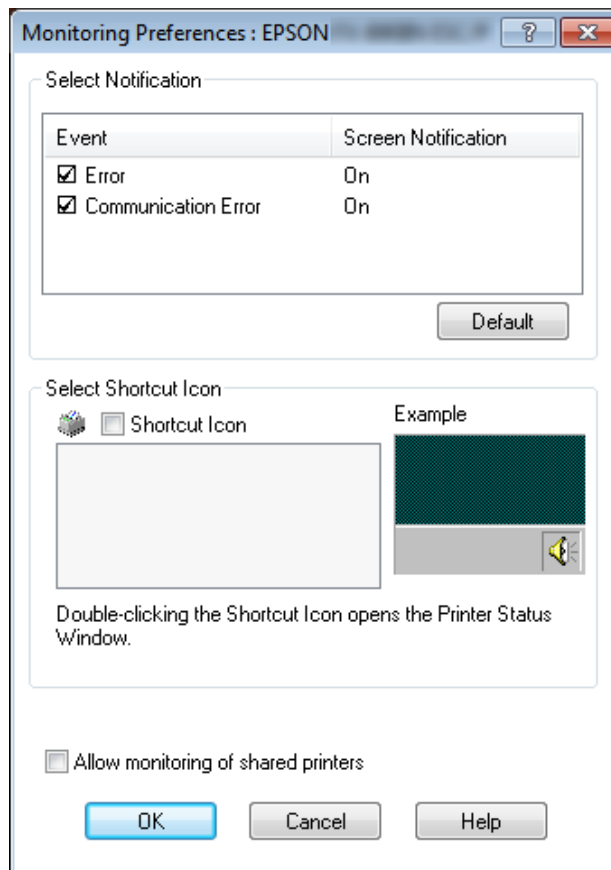 Monitoring Preferences : EPSON
Select Notification
Event Screen Notification
Error On
Communication Error On
Default
Select Shortcut Icon
Shortcut Icon
Example
Double-clicking the Shortcut Icon opens the Printer Status
Window.
Allow monitoring of shared printers
OK Cancel Help